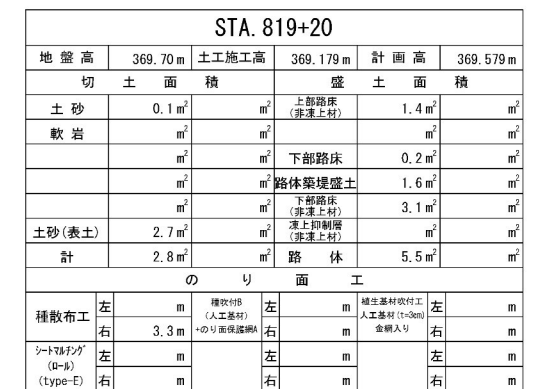 STA. 819+20
地盤高 369.70 m 土工施工高 369.179 m 計画高 369.579 m
切土面積 盛土面積
土砂 0.1 m² m² 上部路床(非凍上材) 1.4 m² m²
軟岩 m² m² m² m²
m² m² 下部路床 0.2 m² m²
m² m² 路体築堤盛土 1.6 m² m²
m² m² 下部路床(非凍上材) 3.1 m² m²
土砂(表土) 2.7 m² m² 凍上抑制層(非凍上材) m² m²
計 2.8 m² m² 路体 5.5 m² m²
のり面工
種散布工 左 m 種吹付B(人工基材)+のり面保護網A 左 m 植生基材吹付工人工基材(t=3cm)金網入り 左 m
右 3.3 m 右 m 右 m
シートマルチング(ロール)(type-E) 左 m 左 m 左 m
右 m 右 m 右 m